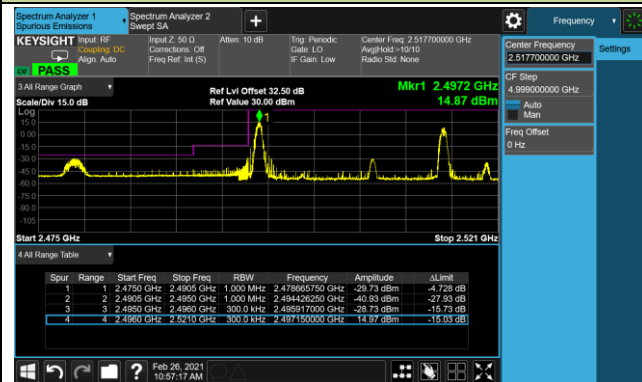 Spectrum Analyzer 1
Spurious Emissions
Spectrum Analyzer 2
Swept SA
+
Frequency
KEYSIGHT
Input: RF
Coupling: DC
Align: Auto
Input Z: 50 Ω
Corrections: Off
Freq Ref: Int (S)
Atten: 10 dB
Trig: Periodic
Gate: LO
IF Gain: Low
Center Freq: 2.517700000 GHz
Avg|Hold:>10/10
Radio Std: None
LXI
PASS
3 All Range Graph
Scale/Div 15.0 dB
Ref Lvl Offset 32.50 dB
Ref Value 30.00 dBm
Mkr1 2.4972 GHz
14.87 dBm
Log
15.0
0.00
-15.0
-30.0
-45.0
-60.0
-75.0
-90.0
-105
1
Start 2.475 GHz
Stop 2.521 GHz
4 All Range Table
Spur Range Start Freq Stop Freq RBW Frequency Amplitude ΔLimit
1 1 2.4750 GHz 2.4905 GHz 1.000 MHz 2.478665750 GHz -29.73 dBm -4.728 dB
2 2 2.4905 GHz 2.4950 GHz 1.000 MHz 2.494426250 GHz -40.93 dBm -27.93 dB
3 3 2.4950 GHz 2.4960 GHz 300.0 kHz 2.495917000 GHz -28.73 dBm -15.73 dB
4 4 2.4960 GHz 2.5210 GHz 300.0 kHz 2.497150000 GHz 14.97 dBm -15.03 dB
Center Frequency
2.517700000 GHz
Settings
CF Step
4.999000000 GHz
Auto
Man
Freq Offset
0 Hz
?
Feb 26, 2021
10:57:17 AM